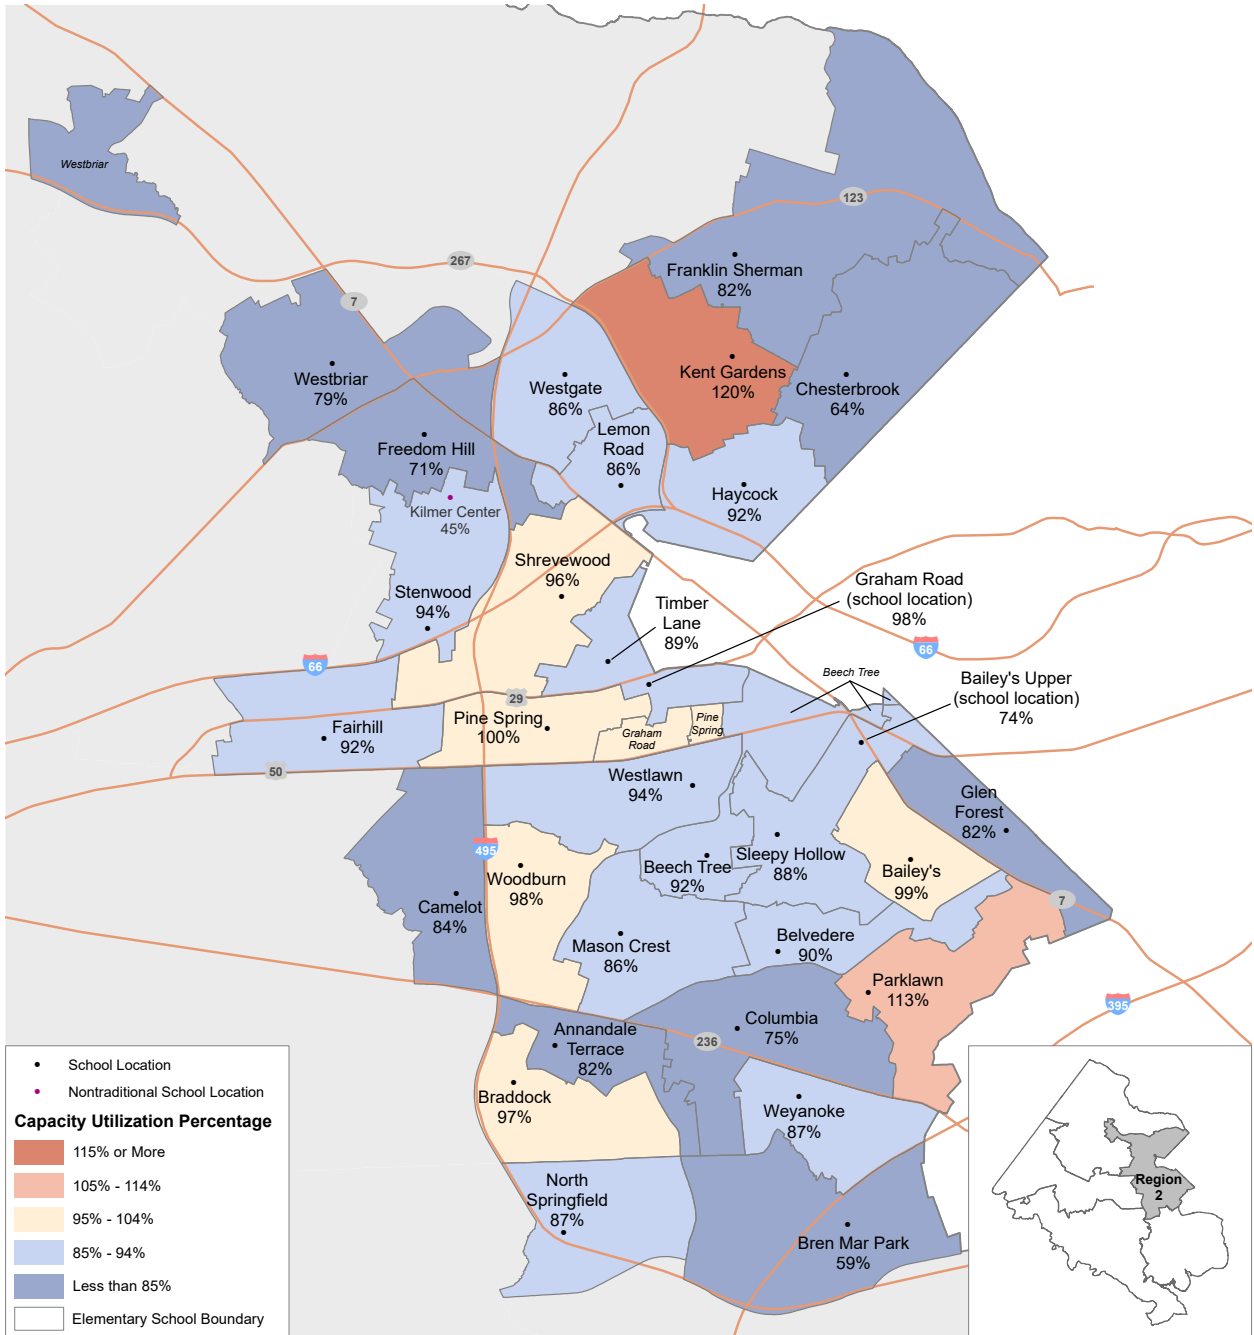 Westbriar
123
267
7
Franklin Sherman
82%
Kent Gardens
120%
Chesterbrook
64%
Westbriar
79%
Westgate
86%
Lemon
Road
86%
Freedom Hill
71%
Haycock
92%
Kilmer Center
45%
Shrevewood
96%
Stenwood
94%
Timber
Lane
89%
Graham Road
(school location)
98%
66
66
Beech Tree
Bailey's Upper
(school location)
74%
29
Fairhill
92%
Pine Spring
100%
Graham
Road
Pine
Spring
50
Westlawn
94%
Glen
Forest
82%
495
Woodburn
98%
Beech Tree
92%
Sleepy Hollow
88%
Bailey's
99%
7
Camelot
84%
Mason Crest
86%
Belvedere
90%
Parklawn
113%
395
Annandale
Terrace
82%
Columbia
75%
236
Braddock
97%
Weyanoke
87%
North
Springfield
87%
Bren Mar Park
59%
School Location
Nontraditional School Location
Capacity Utilization Percentage
115% or More
105% - 114%
95% - 104%
85% - 94%
Less than 85%
Elementary School Boundary
Region
2